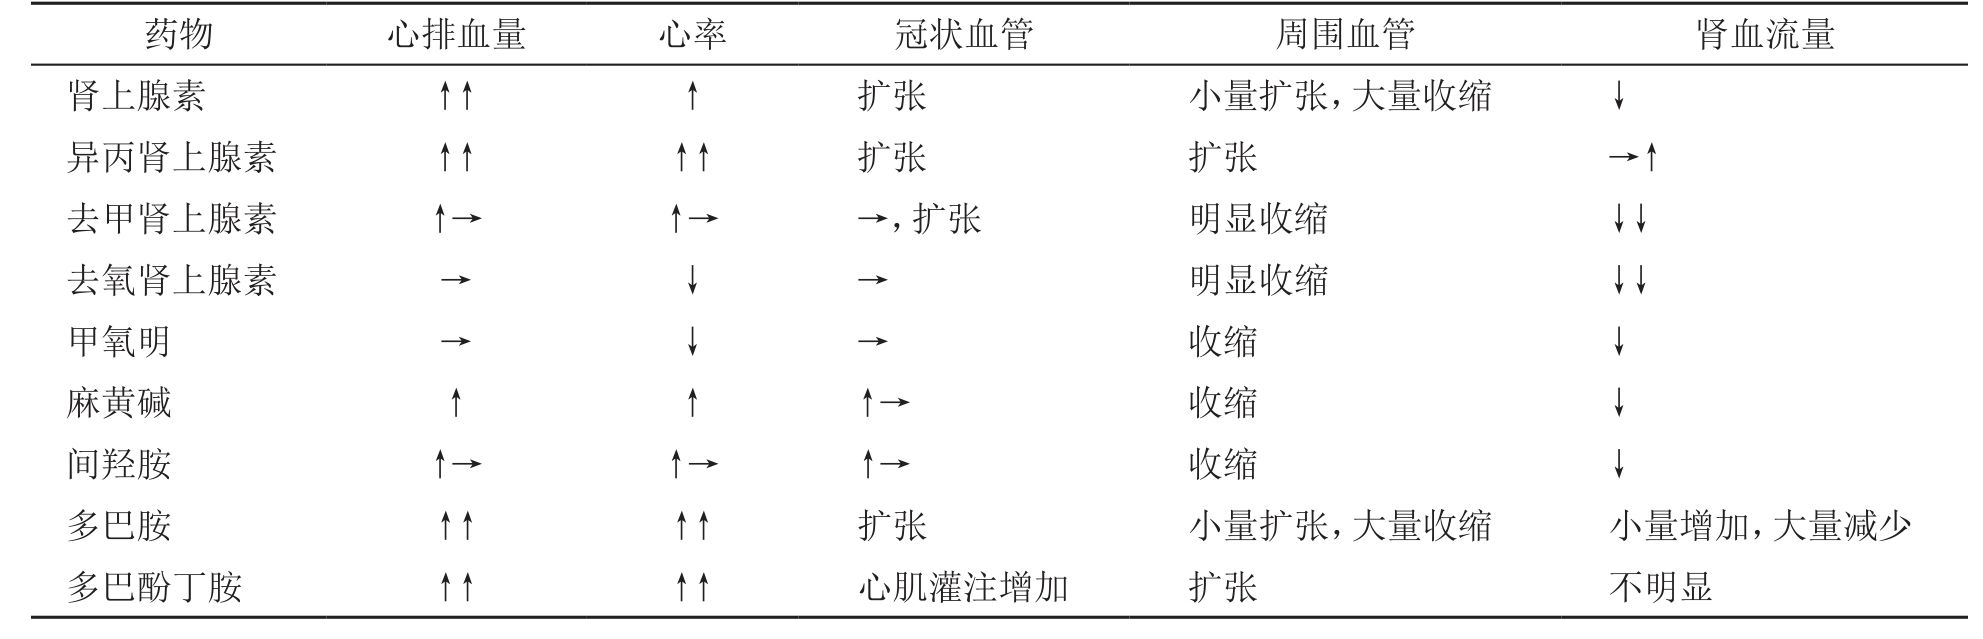 药物 心排血量 心率 冠状血管 周围血管 肾血流量
肾上腺素 ↑↑ ↑ 扩张 小量扩张，大量收缩 ↓
异丙肾上腺素 ↑↑ ↑↑ 扩张 扩张 →↑
去甲肾上腺素 ↑→ ↑→ →，扩张 明显收缩 ↓↓
去氧肾上腺素 → ↓ → 明显收缩 ↓↓
甲氧明 → ↓ → 收缩 ↓
麻黄碱 ↑ ↑ ↑→ 收缩 ↓
间羟胺 ↑→ ↑→ ↑→ 收缩 ↓
多巴胺 ↑↑ ↑↑ 扩张 小量扩张，大量收缩 小量增加，大量减少
多巴酚丁胺 ↑↑ ↑↑ 心肌灌注增加 扩张 不明显